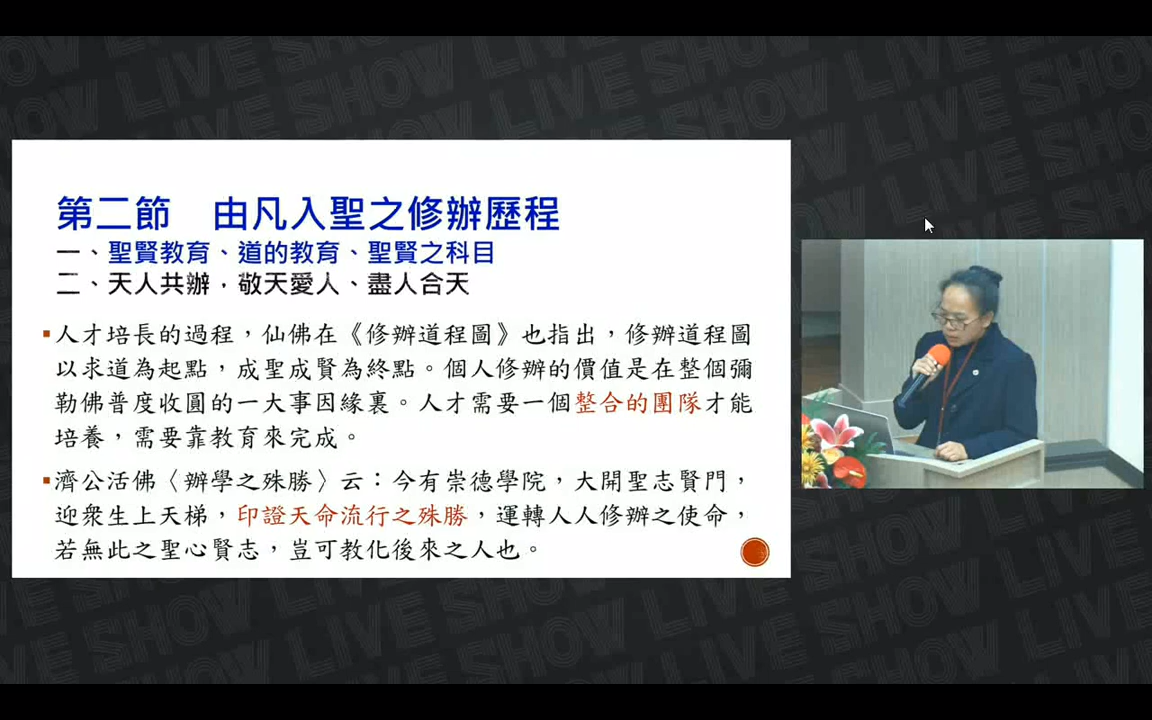 第二節　由凡入聖之修辦歷程
一、聖賢教育、道的教育、聖賢之科目
二、天人共辦，敬天愛人、盡人合天
▪人才培長的過程，仙佛在《修辦道程圖》也指出，修辦道程圖
以求道為起點，成聖成賢為終點。個人修辦的價值是在整個彌
勒佛普度收圓的一大事因緣裏。人才需要一個整合的團隊才能
培養，需要靠教育來完成。
▪濟公活佛〈辦學之殊勝〉云：今有崇德學院，大開聖志賢門，
迎眾生上天梯，印證天命流行之殊勝，運轉人人修辦之使命，
若無此之聖心賢志，豈可教化後來之人也。
LIVE SHOW